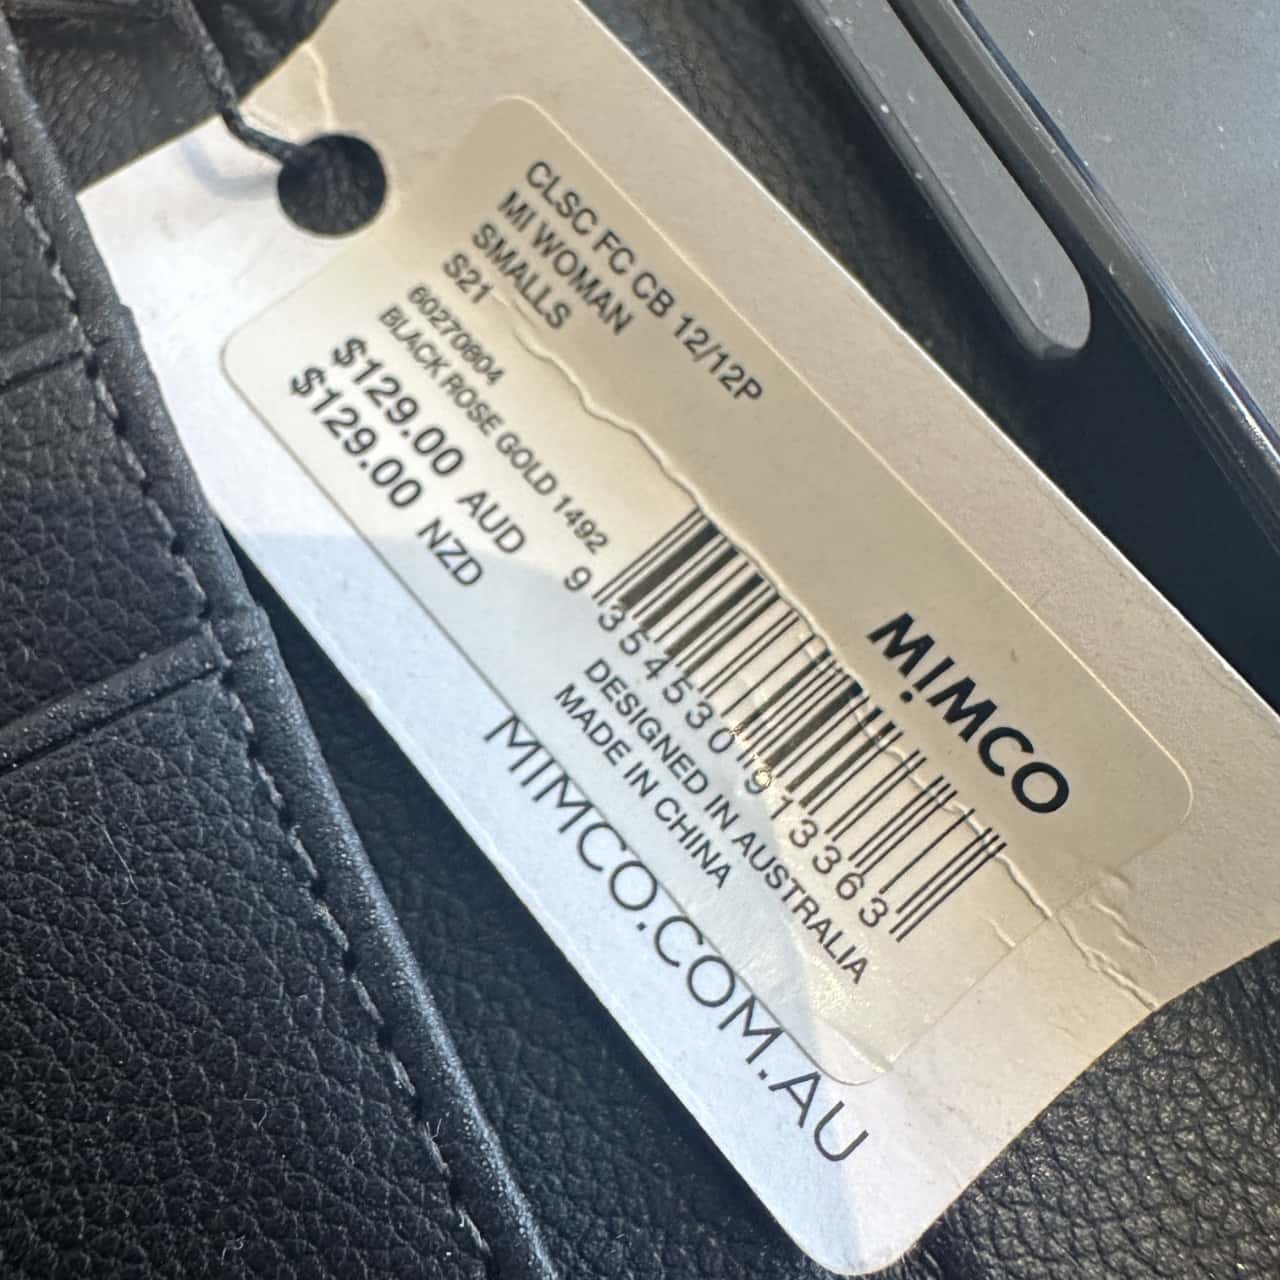 CLSC FC CB 12/12P
MI WOMAN
SMALLS
S21
60270804
BLACK ROSE GOLD 1492
$129.00 AUD
$129.00 NZD
MIMCO
9 354530 913363
DESIGNED IN AUSTRALIA
MADE IN CHINA
MIMCO.COM.AU